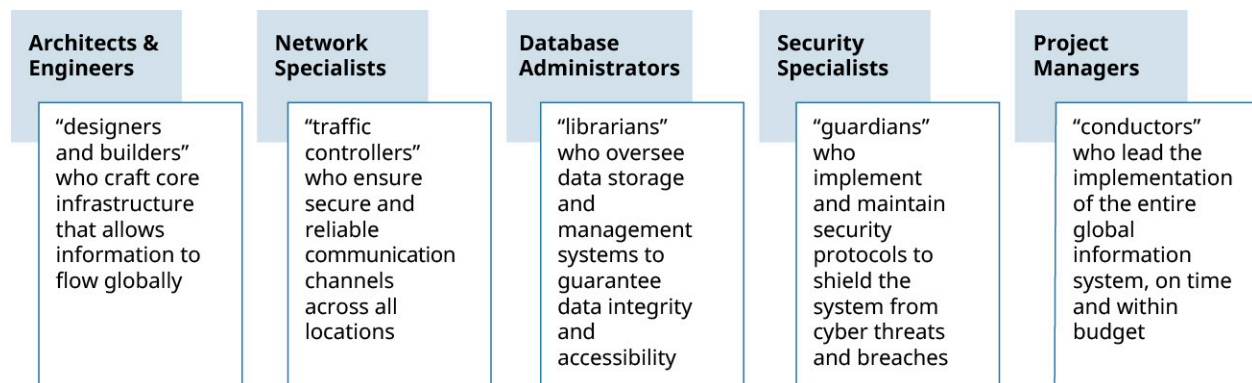 Architects &
Engineers
“designers
and builders”
who craft core
infrastructure
that allows
information to
flow globally
Network
Specialists
“traffic
controllers”
who ensure
secure and
reliable
communication
channels
across all
locations
Database
Administrators
“librarians”
who oversee
data storage
and
management
systems to
guarantee
data integrity
and
accessibility
Security
Specialists
“guardians”
who
implement
and maintain
security
protocols to
shield the
system from
cyber threats
and breaches
Project
Managers
“conductors”
who lead the
implementation
of the entire
global
information
system, on time
and within
budget